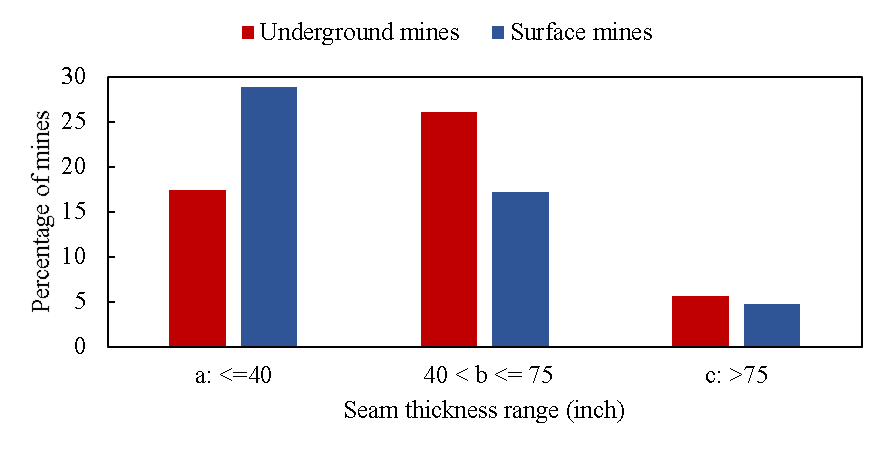 Underground mines Surface mines
30
25
20
15
10
5
0
Percentage of mines
a: <=40 40 < b <= 75 c: >75
Seam thickness range (inch)